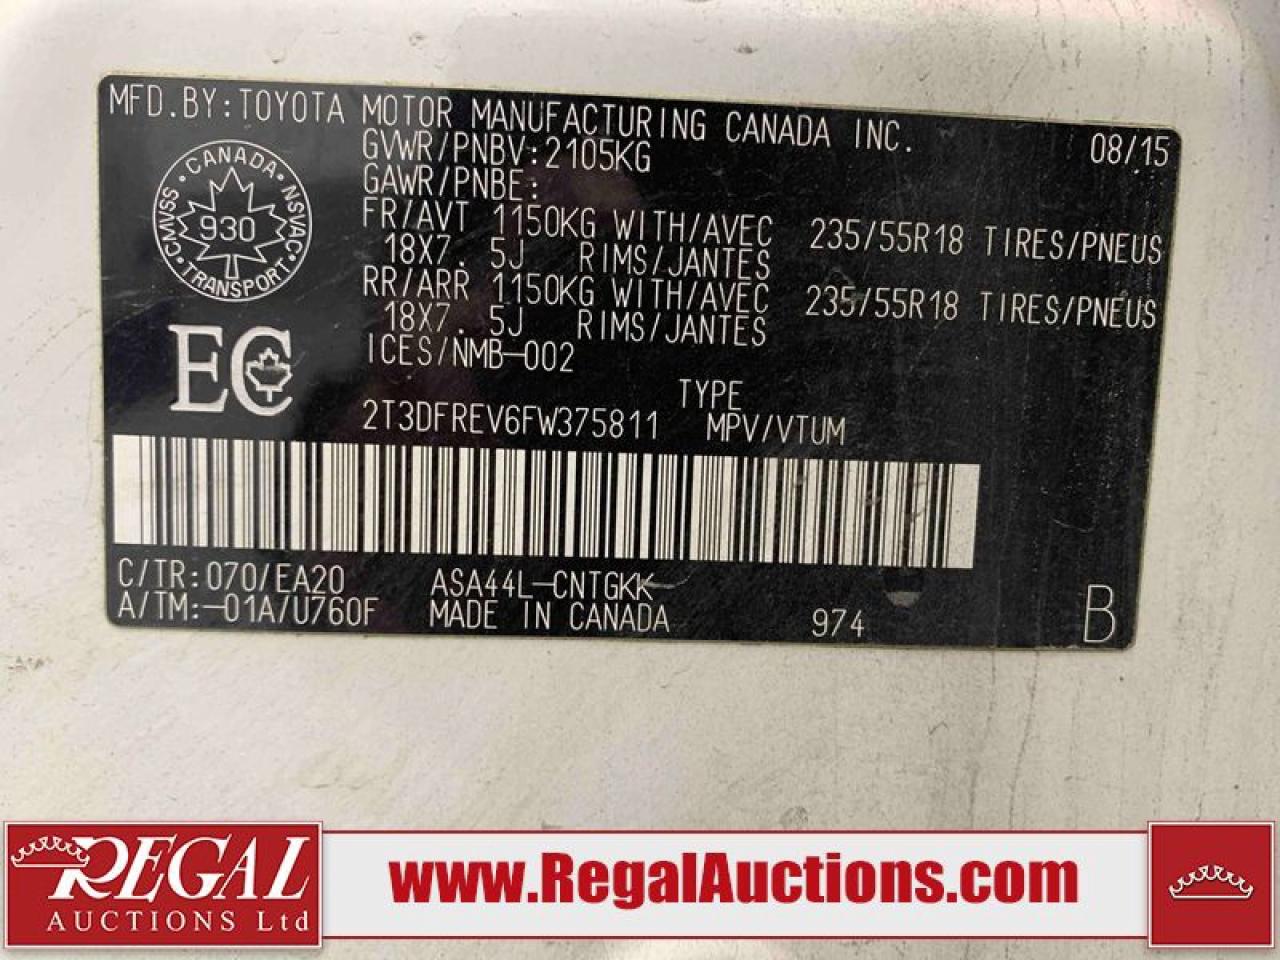 MFD.BY:TOYOTA MOTOR MANUFACTURING CANADA INC. 08/15
GVWR/PNBV:2105KG
GAWR/PNBE:
FR/AVT 1150KG WITH/AVEC 235/55R18 TIRES/PNEUS
18X7. 5J RIMS/JANTES
RR/ARR 1150KG WITH/AVEC 235/55R18 TIRES/PNEUS
18X7. 5J RIMS/JANTES
ICES/NMB-002
CANADA
CMVSS 930 NSVAC
TRANSPORT
EC
TYPE
2T3DFREV6FW375811 MPV/VTUM
C/TR:070/EA20 ASA44L-CNTGKK
A/TM:-01A/U760F MADE IN CANADA 974 B
REGAL
AUCTIONS Ltd
www.RegalAuctions.com